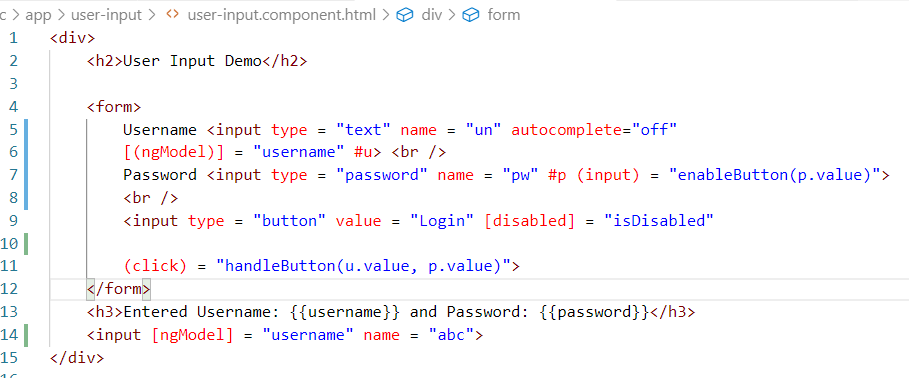 c > app > user-input > <> user-input.component.html > div > form
1 <div>
2 <h2>User Input Demo</h2>
3
4 <form>
5 Username <input type = "text" name = "un" autocomplete="off"
6 [(ngModel)] = "username" #u> <br />
7 Password <input type = "password" name = "pw" #p (input) = "enableButton(p.value)">
8 <br />
9 <input type = "button" value = "Login" [disabled] = "isDisabled"
10
11 (click) = "handleButton(u.value, p.value)">
12 </form>
13 <h3>Entered Username: {{username}} and Password: {{password}}</h3>
14 <input [ngModel] = "username" name = "abc">
15 </div>
16